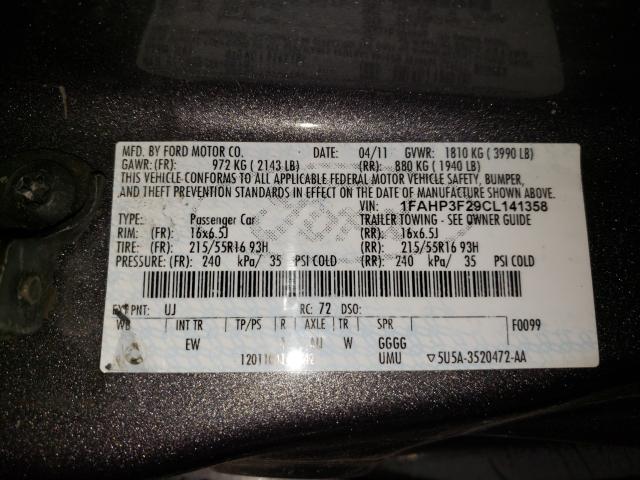 MFD. BY FORD MOTOR CO. DATE: 04/11 GVWR: 1810 KG ( 3990 LB)
GAWR: (FR): 972 KG ( 2143 LB) (RR): 880 KG ( 1940 LB)
THIS VEHICLE CONFORMS TO ALL APPLICABLE FEDERAL MOTOR VEHICLE SAFETY, BUMPER,
AND THEFT PREVENTION STANDARDS IN EFFECT ON THE DATE OF MANUFACTURE SHOWN ABOVE.
VIN: 1FAHP3F29CL141358
TYPE: Passenger Car TRAILER TOWING - SEE OWNER GUIDE
RIM: (FR): 16x6.5J (RR): 16x6.5J
TIRE: (FR): 215/55R16 93H (RR): 215/55R16 93H
PRESSURE: (FR): 240 kPa/ 35 PSI COLD (RR): 240 kPa/ 35 PSI COLD
EXT PNT: UJ RC: 72 DSO:
WB INT TR TP/PS R AXLE TR SPR F0099
EW W GGGG
UMU ▽5U5A-3520472-AA